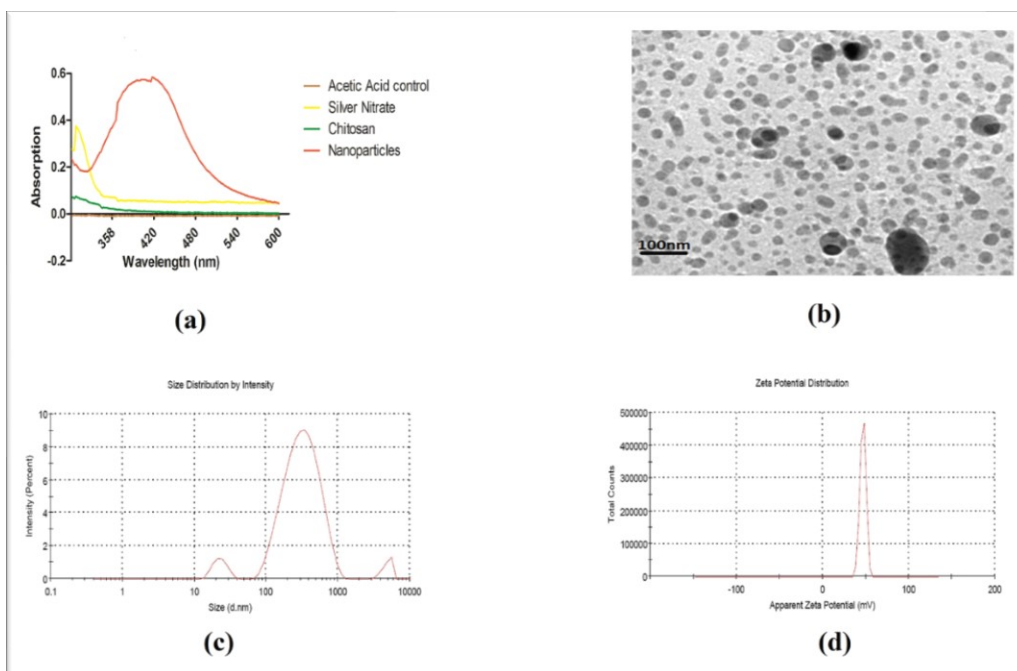 0.6
0.4
0.2
0.0
-0.2
Absorption
358
420
480
540
600
Wavelength (nm)
Acetic Acid control
Silver Nitrate
Chitosan
Nanoparticles
(a)
100nm
(b)
Size Distribution by Intensity
10
8
6
4
2
0
Intensity (Percent)
0.1 1 10 100 1000 10000
Size (d.nm)
(c)
Zeta Potential Distribution
500000
400000
300000
200000
100000
0
Total Counts
-100 0 100 200
Apparent Zeta Potential (mV)
(d)